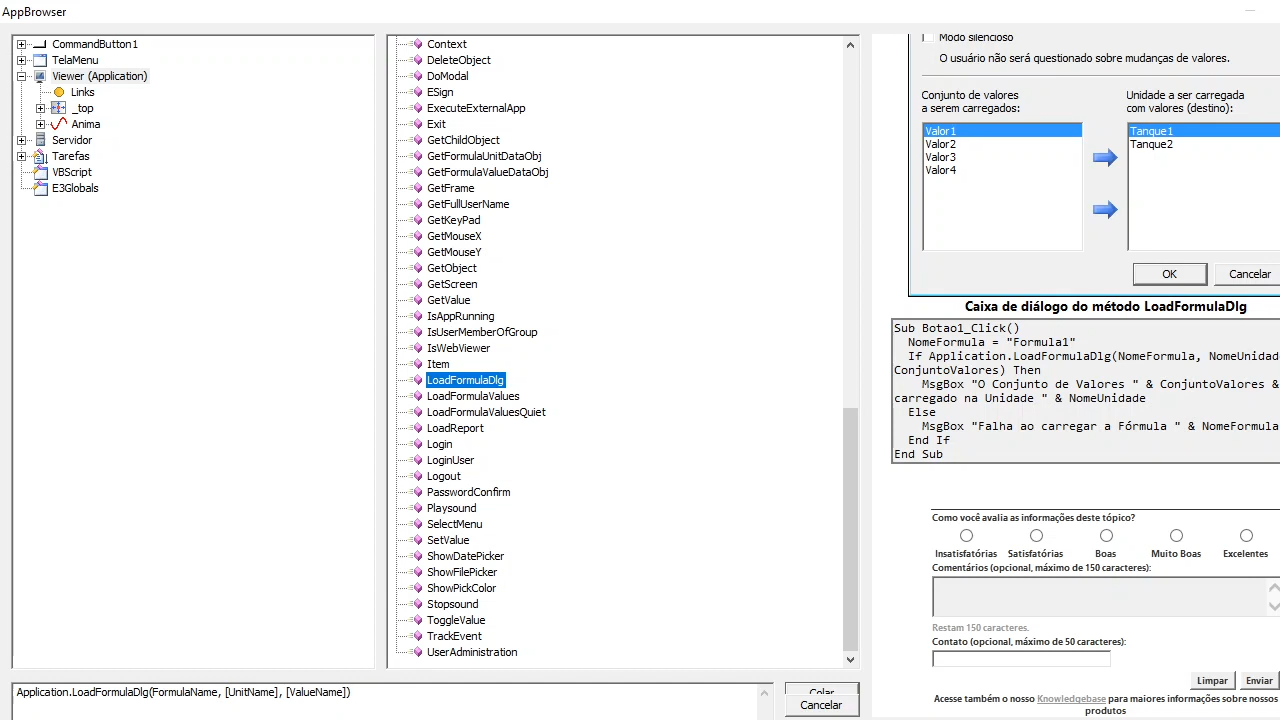 AppBrowser
CommandButton1
TelaMenu
Viewer (Application)
Links
_top
Anima
Servidor
Tarefas
VBScript
E3Globals
Context
DeleteObject
DoModal
ESign
ExecuteExternalApp
Exit
GetChildObject
GetFormulaUnitDataObj
GetFormulaValueDataObj
GetFrame
GetFullUserName
GetKeyPad
GetMouseX
GetMouseY
GetObject
GetScreen
GetValue
IsAppRunning
IsUserMemberOfGroup
IsWebViewer
Item
LoadFormulaDlg
LoadFormulaValues
LoadFormulaValuesQuiet
LoadReport
Login
LoginUser
Logout
PasswordConfirm
Playsound
SelectMenu
SetValue
ShowDatePicker
ShowFilePicker
ShowPickColor
Stopsound
ToggleValue
TrackEvent
UserAdministration
Application.LoadFormulaDlg(FormulaName, [UnitName], [ValueName])
Colar
Cancelar
Modo silencioso
O usuário não será questionado sobre mudanças de valores.
Conjunto de valores
a serem carregados:
Valor1
Valor2
Valor3
Valor4
Unidade a ser carregada
com valores (destino):
Tanque1
Tanque2
OK
Cancelar
Caixa de diálogo do método LoadFormulaDlg
Sub Botao1_Click()
NomeFormula = "Formula1"
If Application.LoadFormulaDlg(NomeFormula, NomeUnidad
ConjuntoValores) Then
MsgBox "O Conjunto de Valores " & ConjuntoValores &
carregado na Unidade " & NomeUnidade
Else
MsgBox "Falha ao carregar a Fórmula " & NomeFormula
End If
End Sub
Como você avalia as informações deste tópico?
Insatisfatórias Satisfatórias Boas Muito Boas Excelentes
Comentários (opcional, máximo de 150 caracteres):
Restam 150 caracteres.
Contato (opcional, máximo de 50 caracteres):
Limpar Enviar
Acesse também o nosso Knowledgebase para maiores informações sobre nossos
produtos